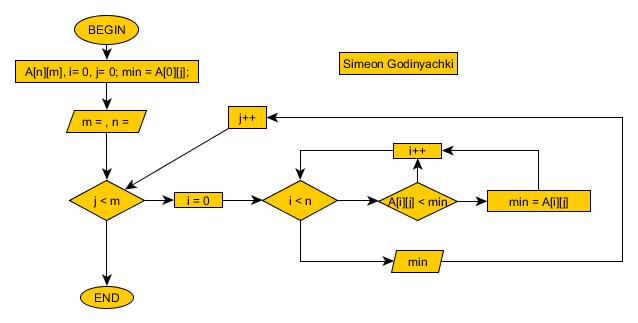 BEGIN
A[n][m], i= 0, j= 0; min = A[0][j];
Simeon Godinyachki
m = , n =
j++
i++
j < m
i = 0
i < n
A[i][j] < min
min = A[i][j]
min
END